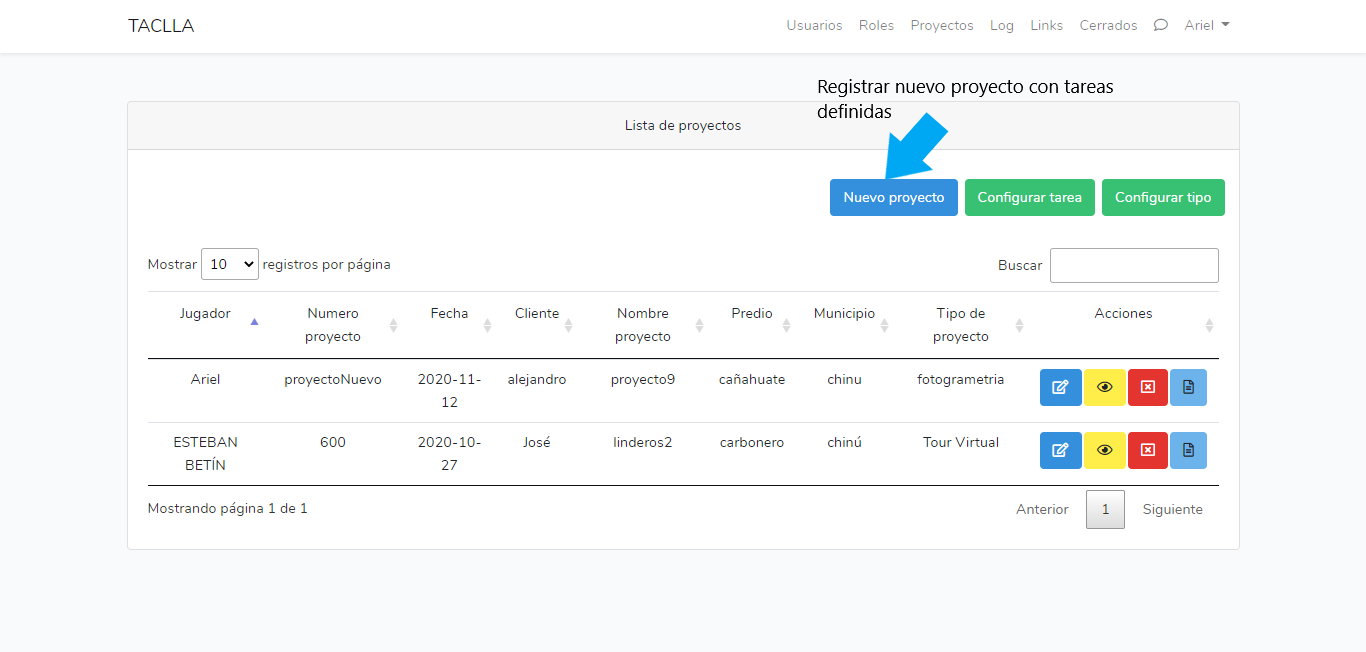 TACLLA Usuarios Roles Proyectos Log Links Cerrados Ariel
Registrar nuevo proyecto con tareas
definidas
Lista de proyectos
Nuevo proyecto Configurar tarea Configurar tipo
Mostrar 10 registros por página Buscar
Jugador Numero proyecto Fecha Cliente Nombre proyecto Predio Municipio Tipo de proyecto Acciones
Ariel proyectoNuevo 2020-11-12 alejandro proyecto9 cañahuate chinu fotogrametria
ESTEBAN BETÍN 600 2020-10-27 José linderos2 carbonero chinú Tour Virtual
Mostrando página 1 de 1 Anterior 1 Siguiente